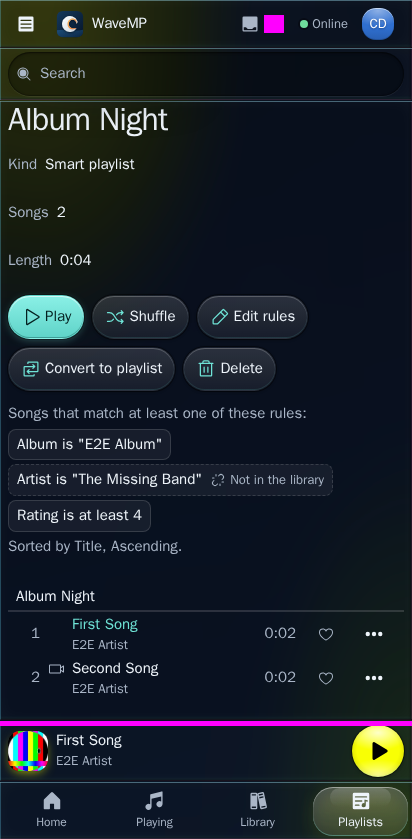 WaveMP Online CD
Search
Album Night
Kind Smart playlist
Songs 2
Length 0:04
Play Shuffle Edit rules
Convert to playlist Delete
Songs that match at least one of these rules:
Album is "E2E Album"
Artist is "The Missing Band" Not in the library
Rating is at least 4
Sorted by Title, Ascending.
Album Night
1 First Song 0:02
E2E Artist
2 Second Song 0:02
E2E Artist
First Song
E2E Artist
Home Playing Library Playlists